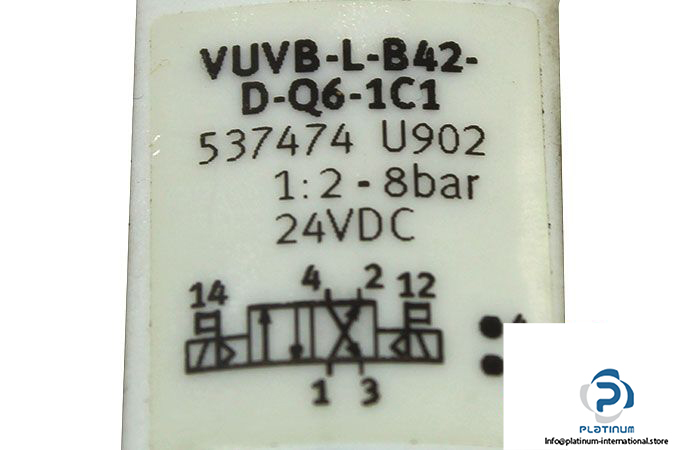 VUVB-L-B42-
D-Q6-1C1
537474 U902
1:2-8bar
24VDC
4 2
14 12
1 3
PLATINUM
Info@platinum-international.store